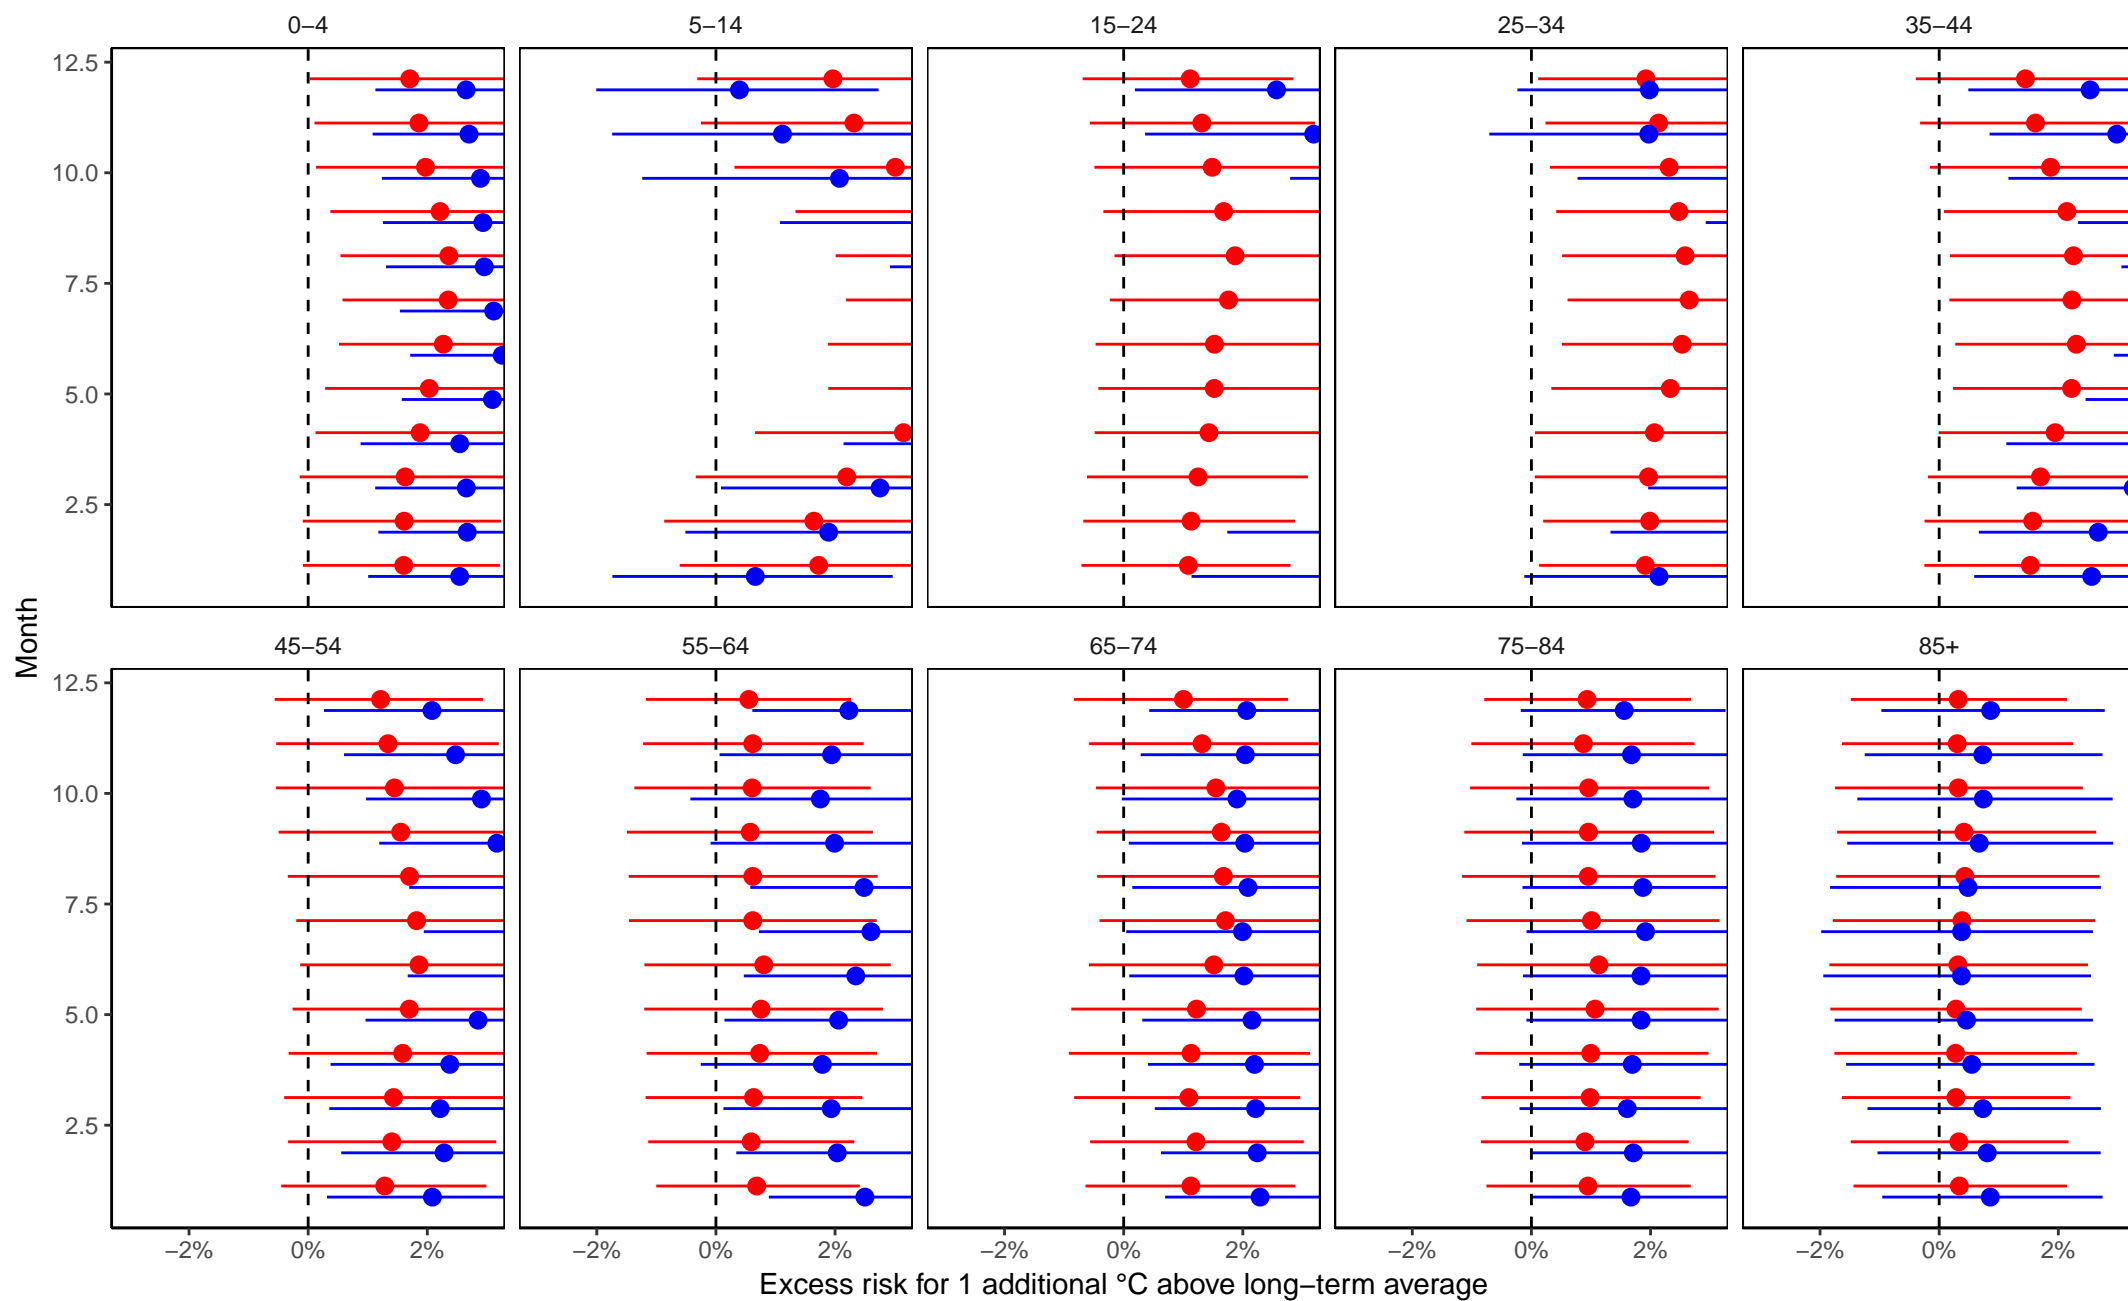 0–4 5–14 15–24 25–34 35–44
12.5
10.0
7.5
5.0
2.5
Month
45–54 55–64 65–74 75–84 85+
12.5
10.0
7.5
5.0
2.5
−2% 0% 2% −2% 0% 2% −2% 0% 2% −2% 0% 2% −2% 0% 2%
Excess risk for 1 additional °C above long–term average